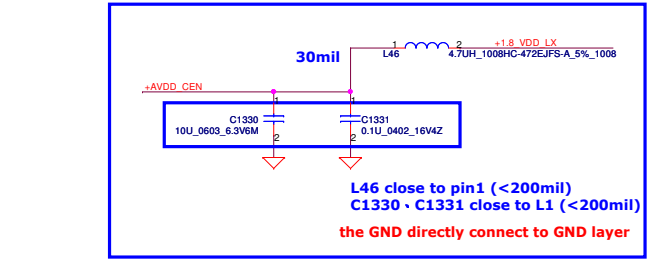 1 2 +1.8_VDD_LX
30mil L46 4.7UH_1008HC-472EJFS-A_5%_1008
+AVDD_CEN
1 1
C1330 C1331
10U_0603_6.3V6M 0.1U_0402_16V4Z
2 2
L46 close to pin1 (<200mil)
C1330、C1331 close to L1 (<200mil)
the GND directly connect to GND layer